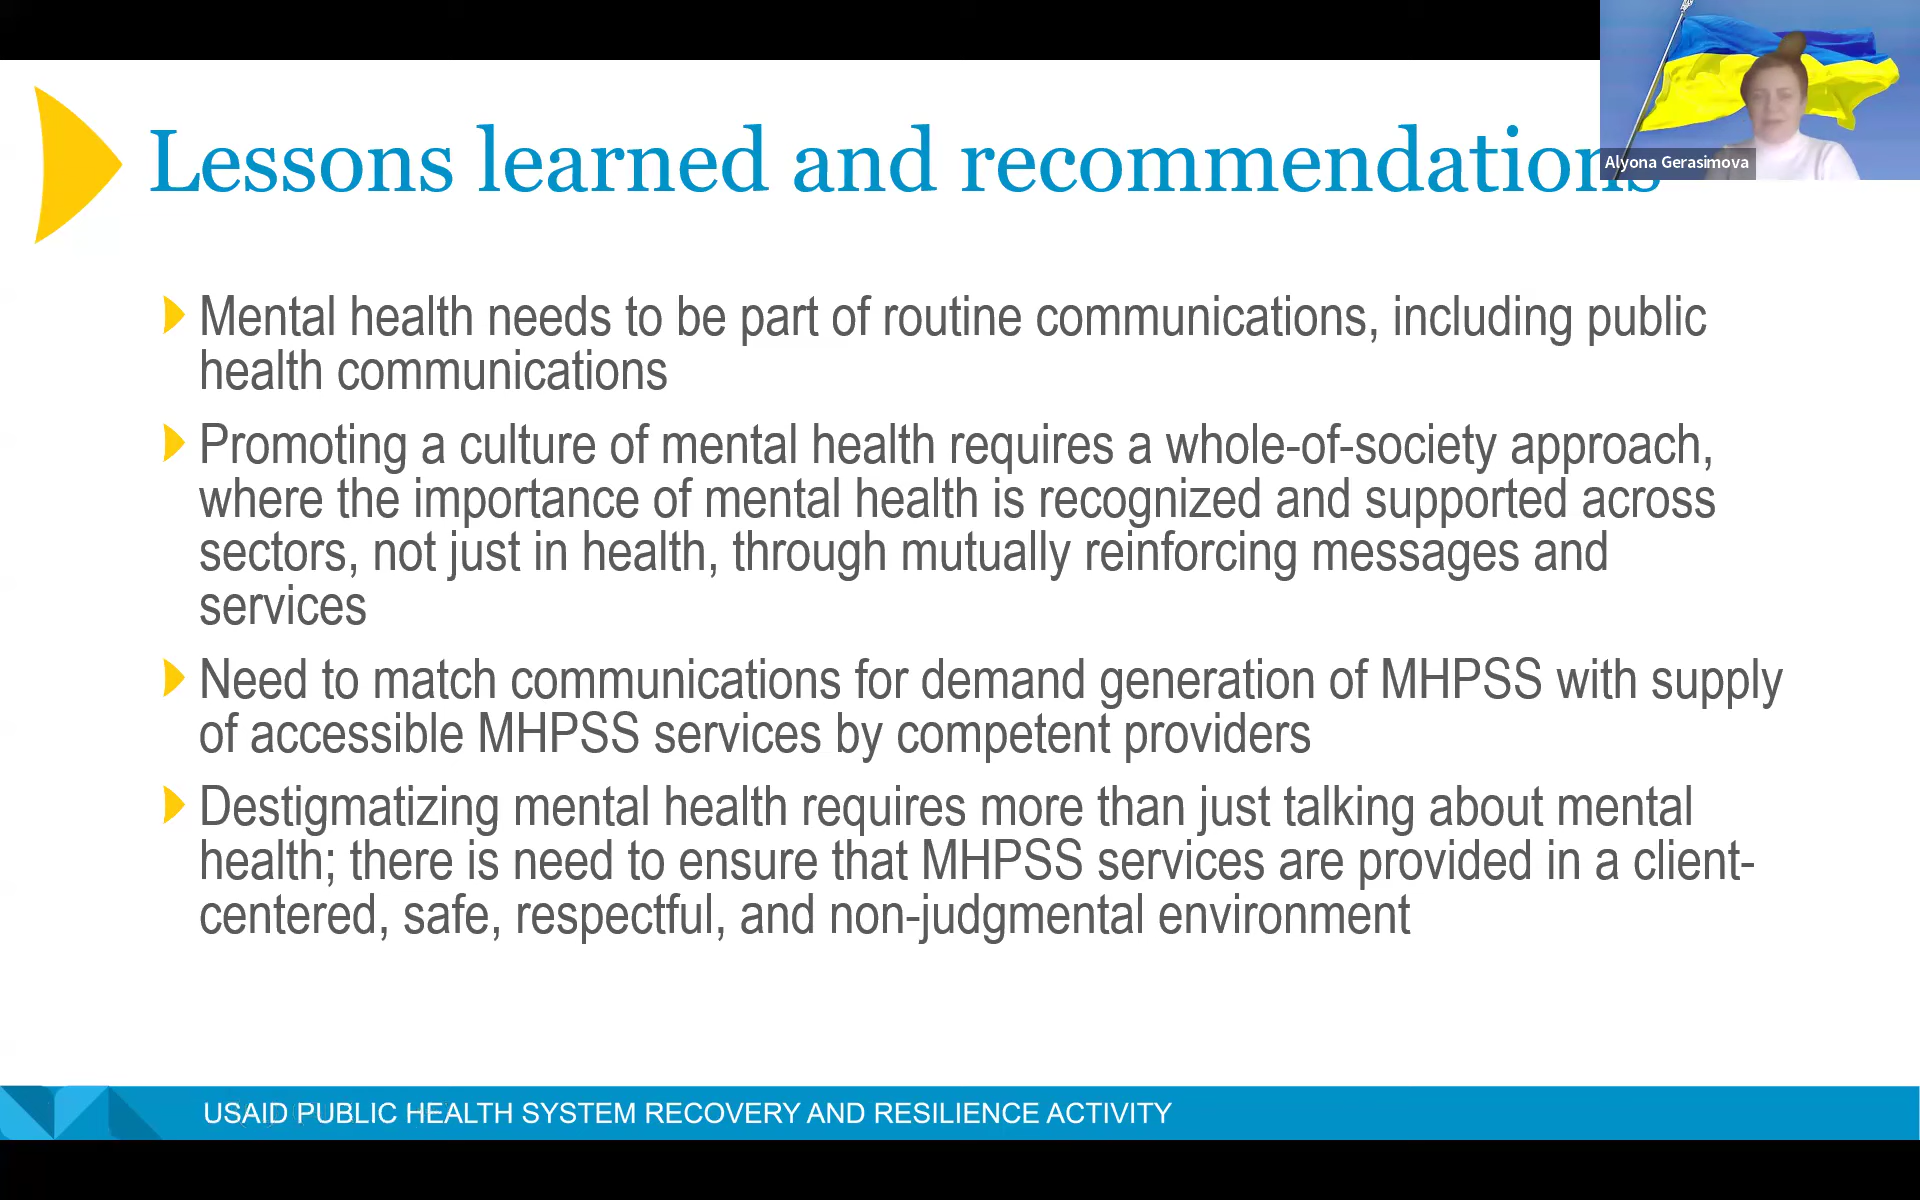 Lessons learned and recommendations
Alyona Gerasimova
Mental health needs to be part of routine communications, including public
health communications
Promoting a culture of mental health requires a whole-of-society approach,
where the importance of mental health is recognized and supported across
sectors, not just in health, through mutually reinforcing messages and
services
Need to match communications for demand generation of MHPSS with supply
of accessible MHPSS services by competent providers
Destigmatizing mental health requires more than just talking about mental
health; there is need to ensure that MHPSS services are provided in a client-
centered, safe, respectful, and non-judgmental environment
USAID PUBLIC HEALTH SYSTEM RECOVERY AND RESILIENCE ACTIVITY